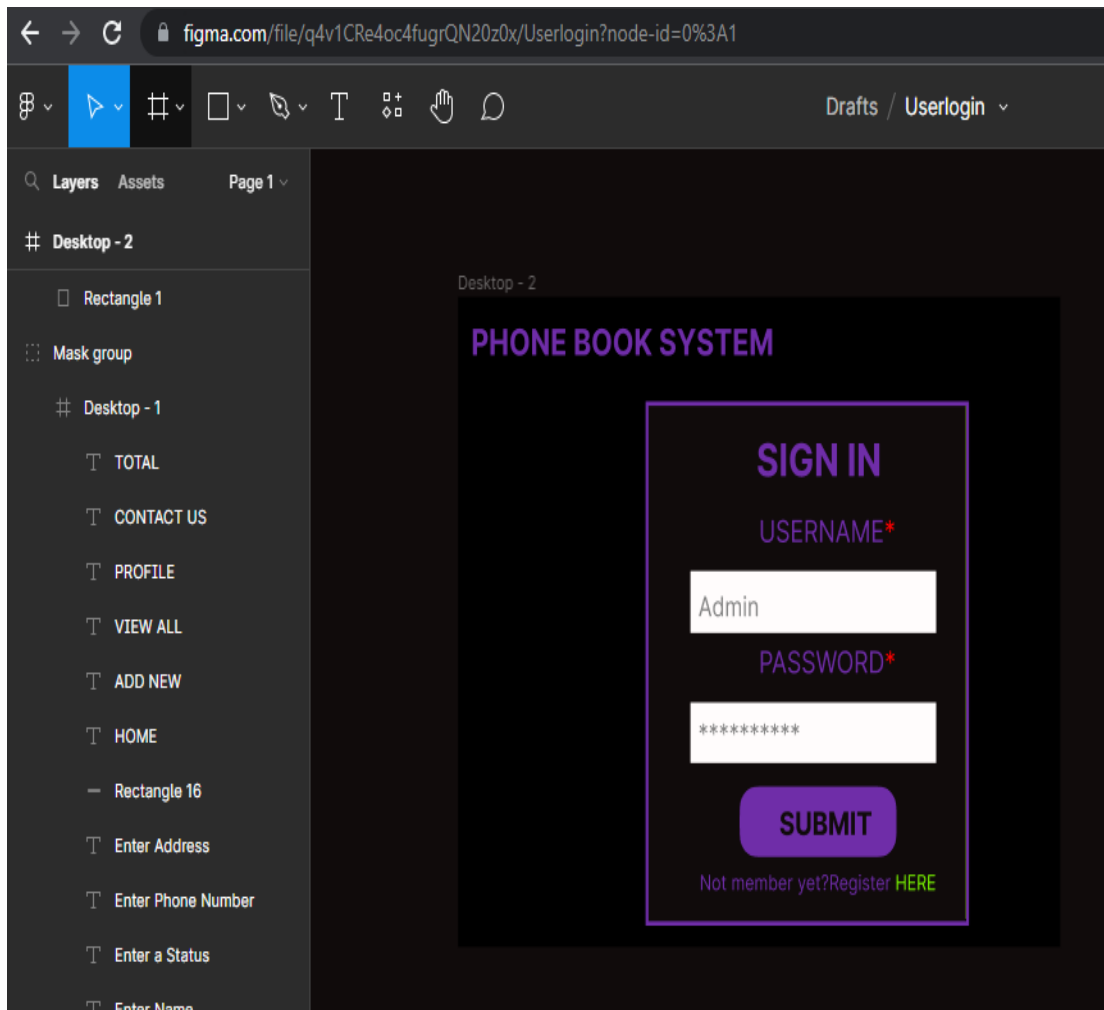 figma.com/file/q4v1CRe4oc4fugrQN20z0x/Userlogin?node-id=0%3A1
Drafts / Userlogin
Layers Assets Page 1
Desktop - 2
Rectangle 1
Mask group
Desktop - 1
TOTAL
CONTACT US
PROFILE
VIEW ALL
ADD NEW
HOME
Rectangle 16
Enter Address
Enter Phone Number
Enter a Status
Enter Name
Desktop - 2
PHONE BOOK SYSTEM
SIGN IN
USERNAME*
Admin
PASSWORD*
**********
SUBMIT
Not member yet?Register HERE